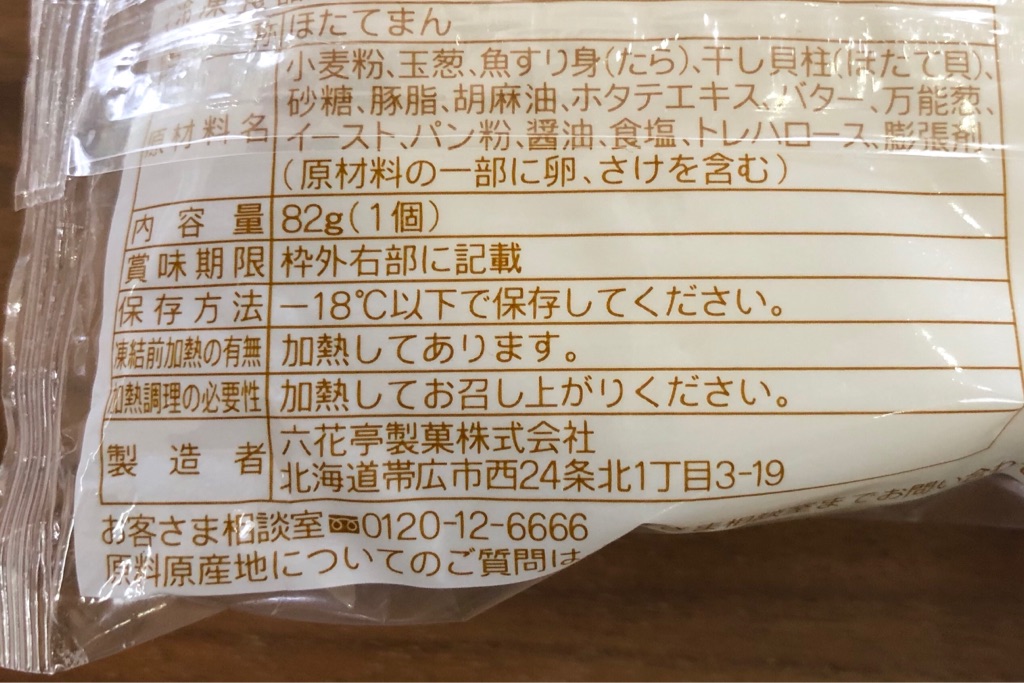 ほたてまん
小麦粉、玉葱、魚すり身(たら)、干し貝柱(ほたて貝)、
砂糖、豚脂、胡麻油、ホタテエキス、バター、万能葱、
原材料名 イースト、パン粉、醤油、食塩、トレハロース、膨張剤
(原材料の一部に卵、さけを含む)
内容量 82g(1個)
賞味期限 枠外右部に記載
保存方法 −18℃以下で保存してください。
凍結前加熱の有無 加熱してあります。
加熱調理の必要性 加熱してお召し上がりください。
製造者 六花亭製菓株式会社
北海道帯広市西24条北1丁目3-19
お客さま相談室 0120-12-6666
原料原産地についてのご質問は
さま相談室までお問い